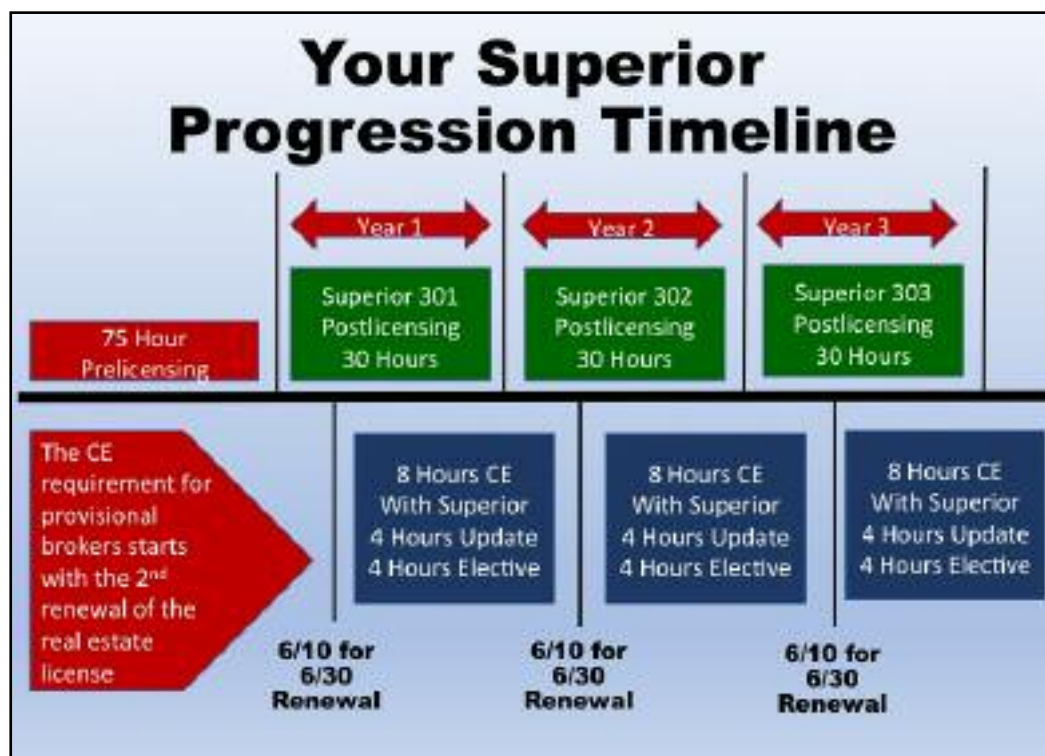 Your Superior
Progression Timeline
Year 1
Year 2
Year 3
75 Hour
Prelicensing
Superior 301
Postlicensing
30 Hours
Superior 302
Postlicensing
30 Hours
Superior 303
Postlicensing
30 Hours
The CE
requirement for
provisional
brokers starts
with the 2nd
renewal of the
real estate
license
8 Hours CE
With Superior
4 Hours Update
4 Hours Elective
8 Hours CE
With Superior
4 Hours Update
4 Hours Elective
8 Hours CE
With Superior
4 Hours Update
4 Hours Elective
6/10 for
6/30
Renewal
6/10 for
6/30
Renewal
6/10 for
6/30
Renewal